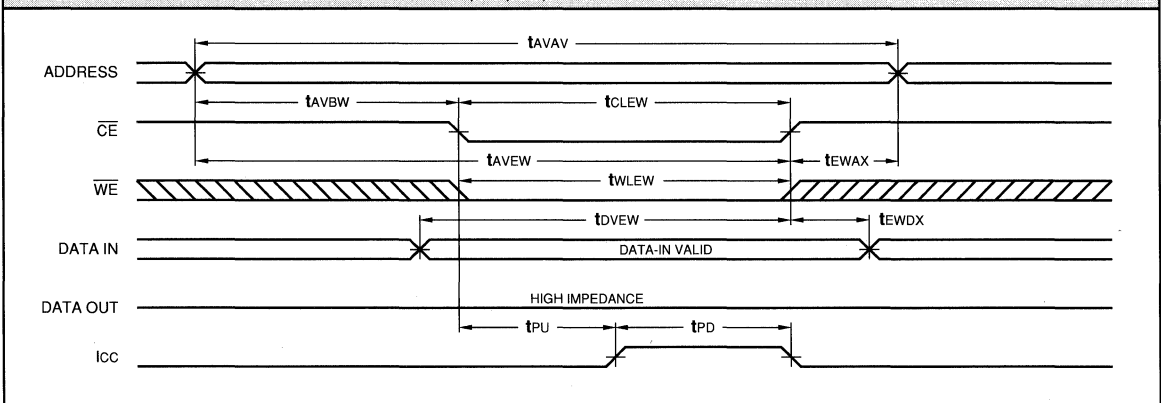 tAVAV
ADDRESS
tAVBW
tCLEW
CE
tAVEW
tEWAX
WE
tWLEW
tDVEW
tEWDX
DATA IN
DATA-IN VALID
DATA OUT
HIGH IMPEDANCE
tPU
tPD
ICC